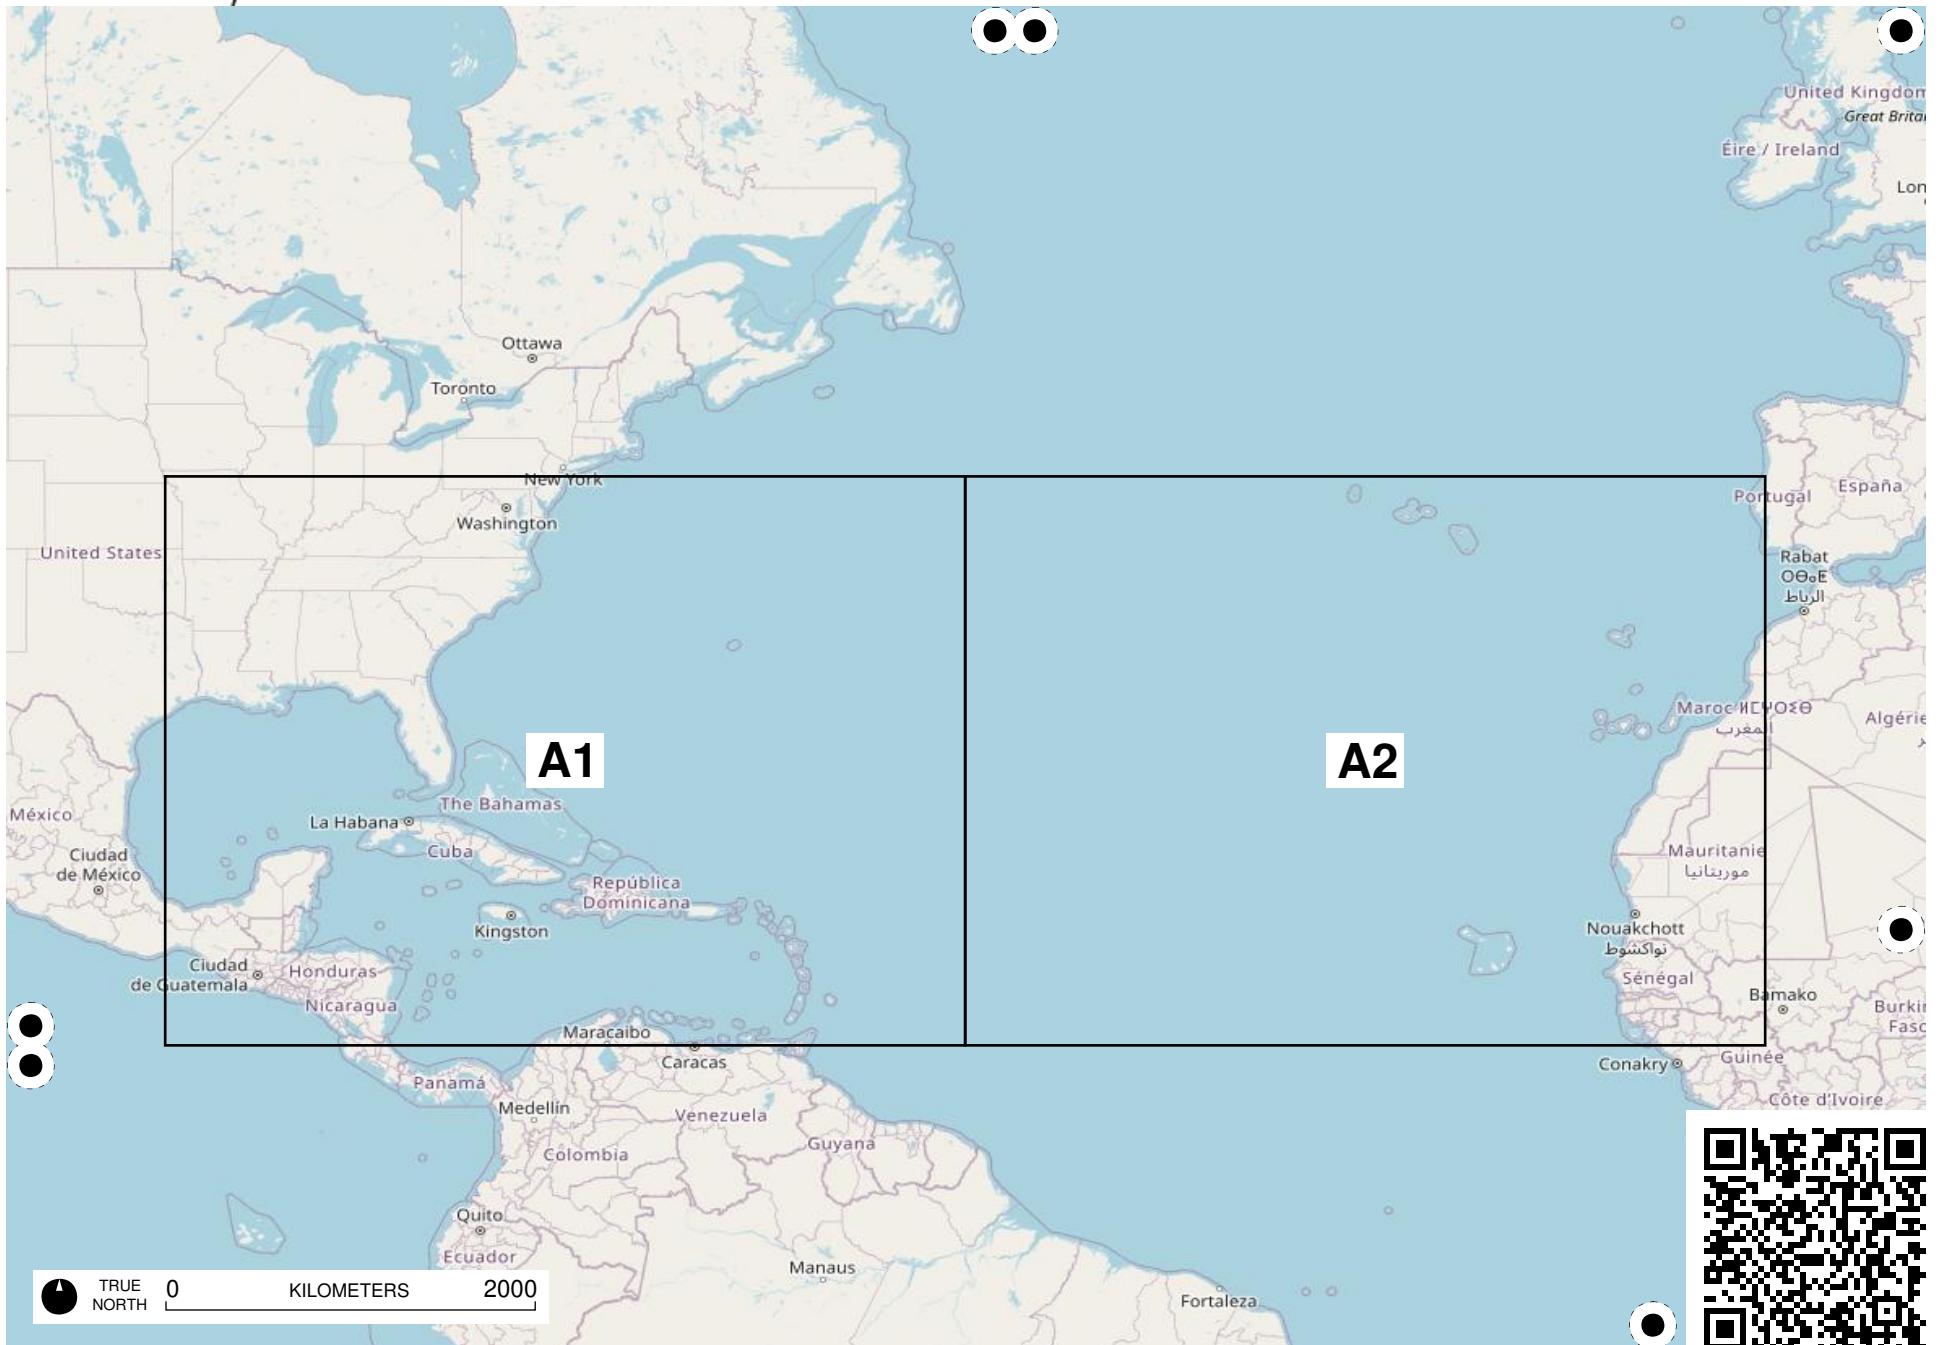 United Kingdom
Great Britai
Éire / Ireland
Lon
Ottawa
Toronto
New York
Washington
United States
Portugal
España
Rabat
ⵔⴱⴰⵟ
الرباط
Maroc ⵍⵎⵖⵔⵉⴱ
المغرب
Algérie
A1
A2
The Bahamas
La Habana
Cuba
México
Ciudad
de México
República
Dominicana
Kingston
Mauritanie
موريتانيا
Nouakchott
نواكشوط
Ciudad
de Guatemala
Honduras
Nicaragua
Sénégal
Bamako
Burkin
Faso
Maracaibo
Caracas
Conakry
Guinée
Panamá
Côte d'Ivoire
Medellín
Venezuela
Guyana
Colombia
Quito
Ecuador
Manaus
Fortaleza
TRUE
NORTH
0 KILOMETERS 2000